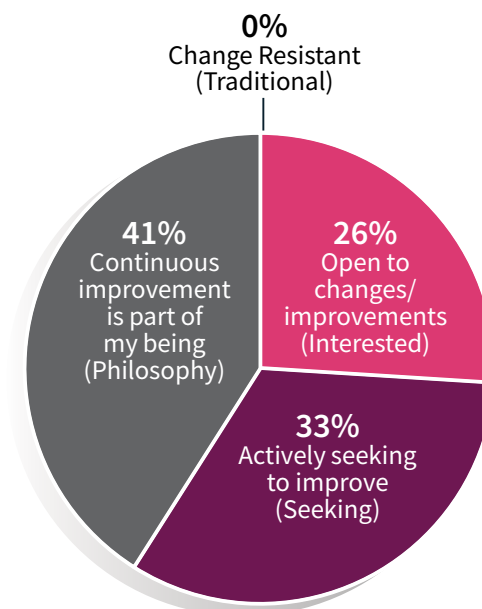 0%
Change Resistant
(Traditional)
41%
Continuous
improvement
is part of
my being
(Philosophy)
26%
Open to
changes/
improvements
(Interested)
33%
Actively seeking
to improve
(Seeking)